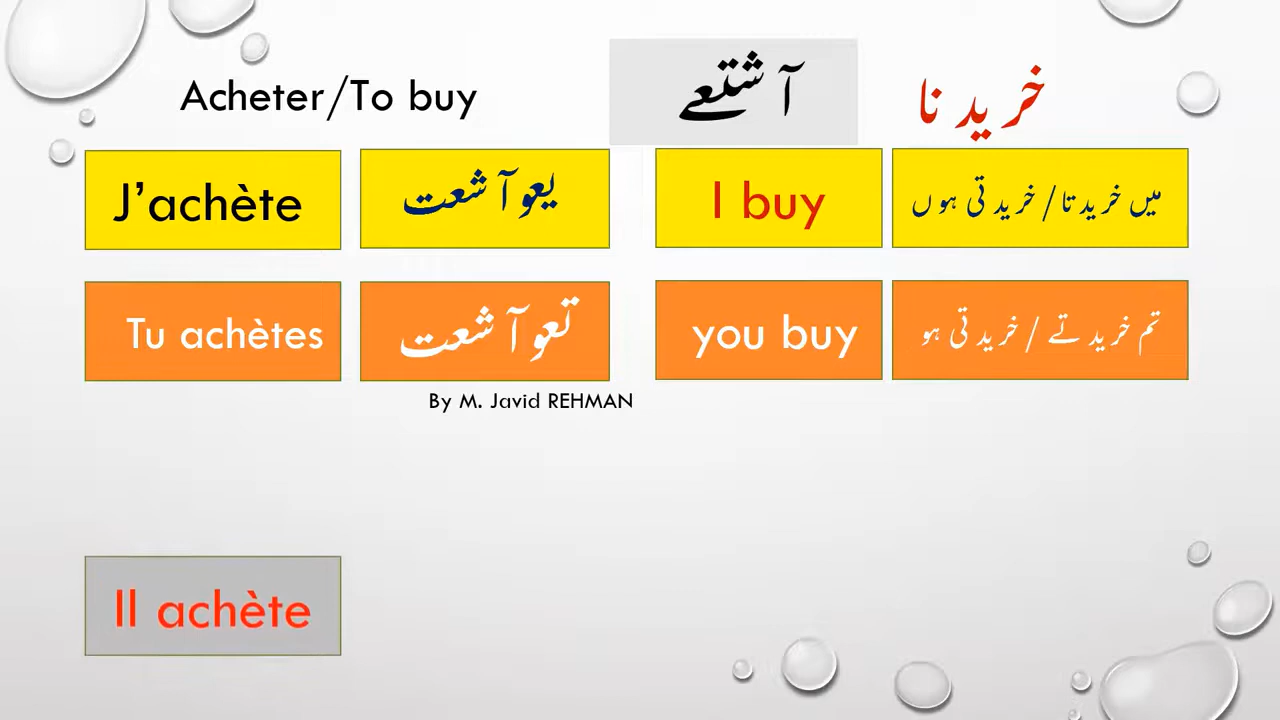 Acheter/To buy
آشتعے
خریدنا
J’achète
یعو آشعت
I buy
میں خریدتا/خریدتی ہوں
Tu achètes
تعو آشعت
you buy
تم خریدتے / خریدتی ہو
By M. Javid REHMAN
Il achète